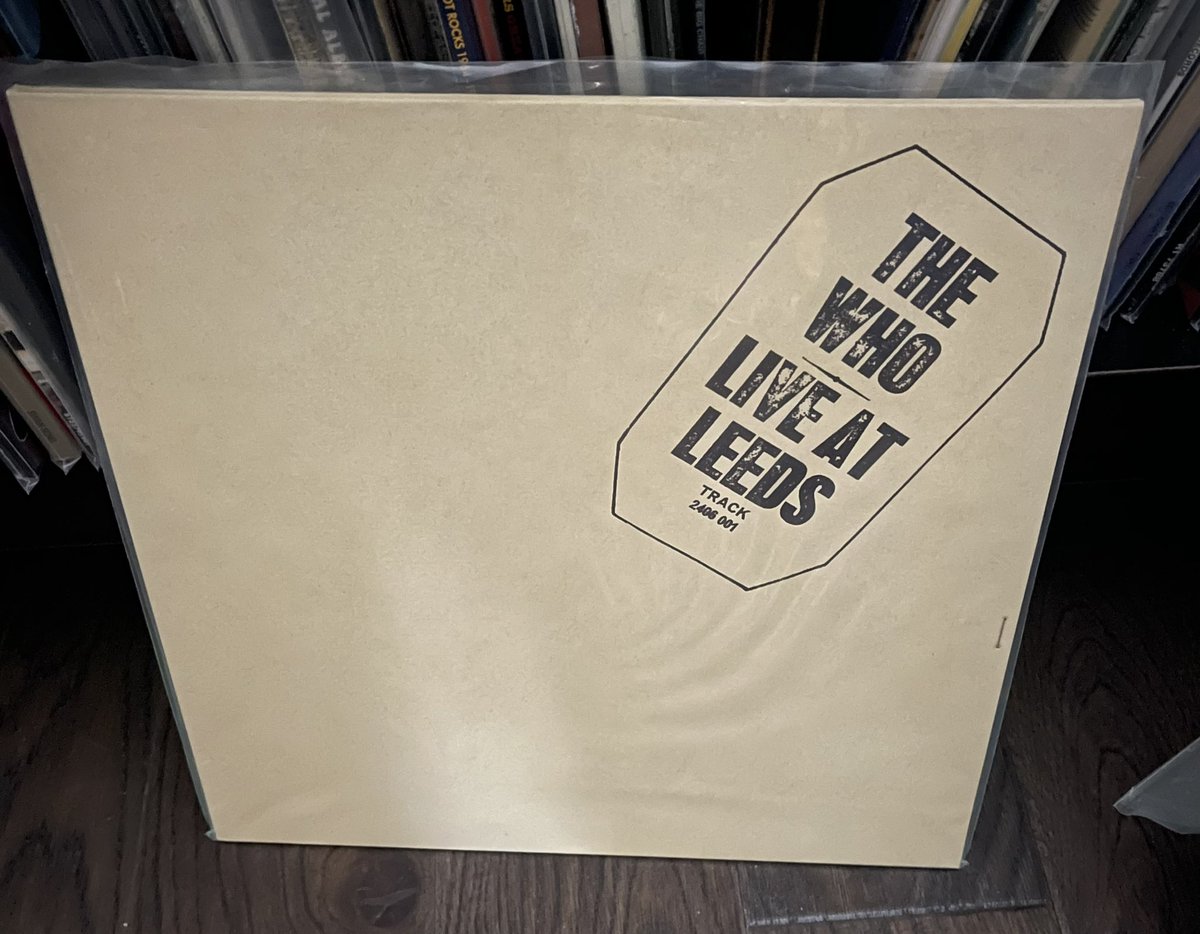 THE
WHO
LIVE AT
LEEDS
TRACK
2406 001